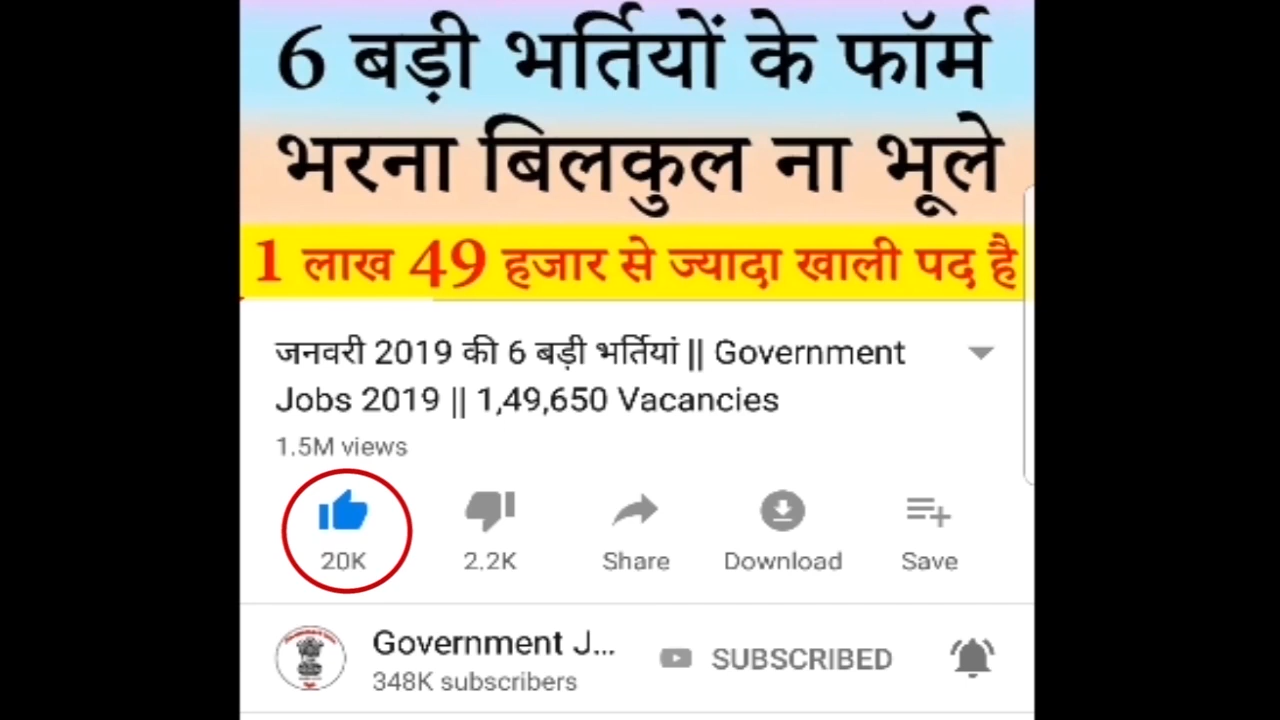 6 बड़ी भर्तियों के फॉर्म
भरना बिलकुल ना भूले
1 लाख 49 हजार से ज्यादा खाली पद है
जनवरी 2019 की 6 बड़ी भर्तियां || Government
Jobs 2019 || 1,49,650 Vacancies
1.5M views
20K 2.2K Share Download Save
Government J...
SUBSCRIBED
348K subscribers